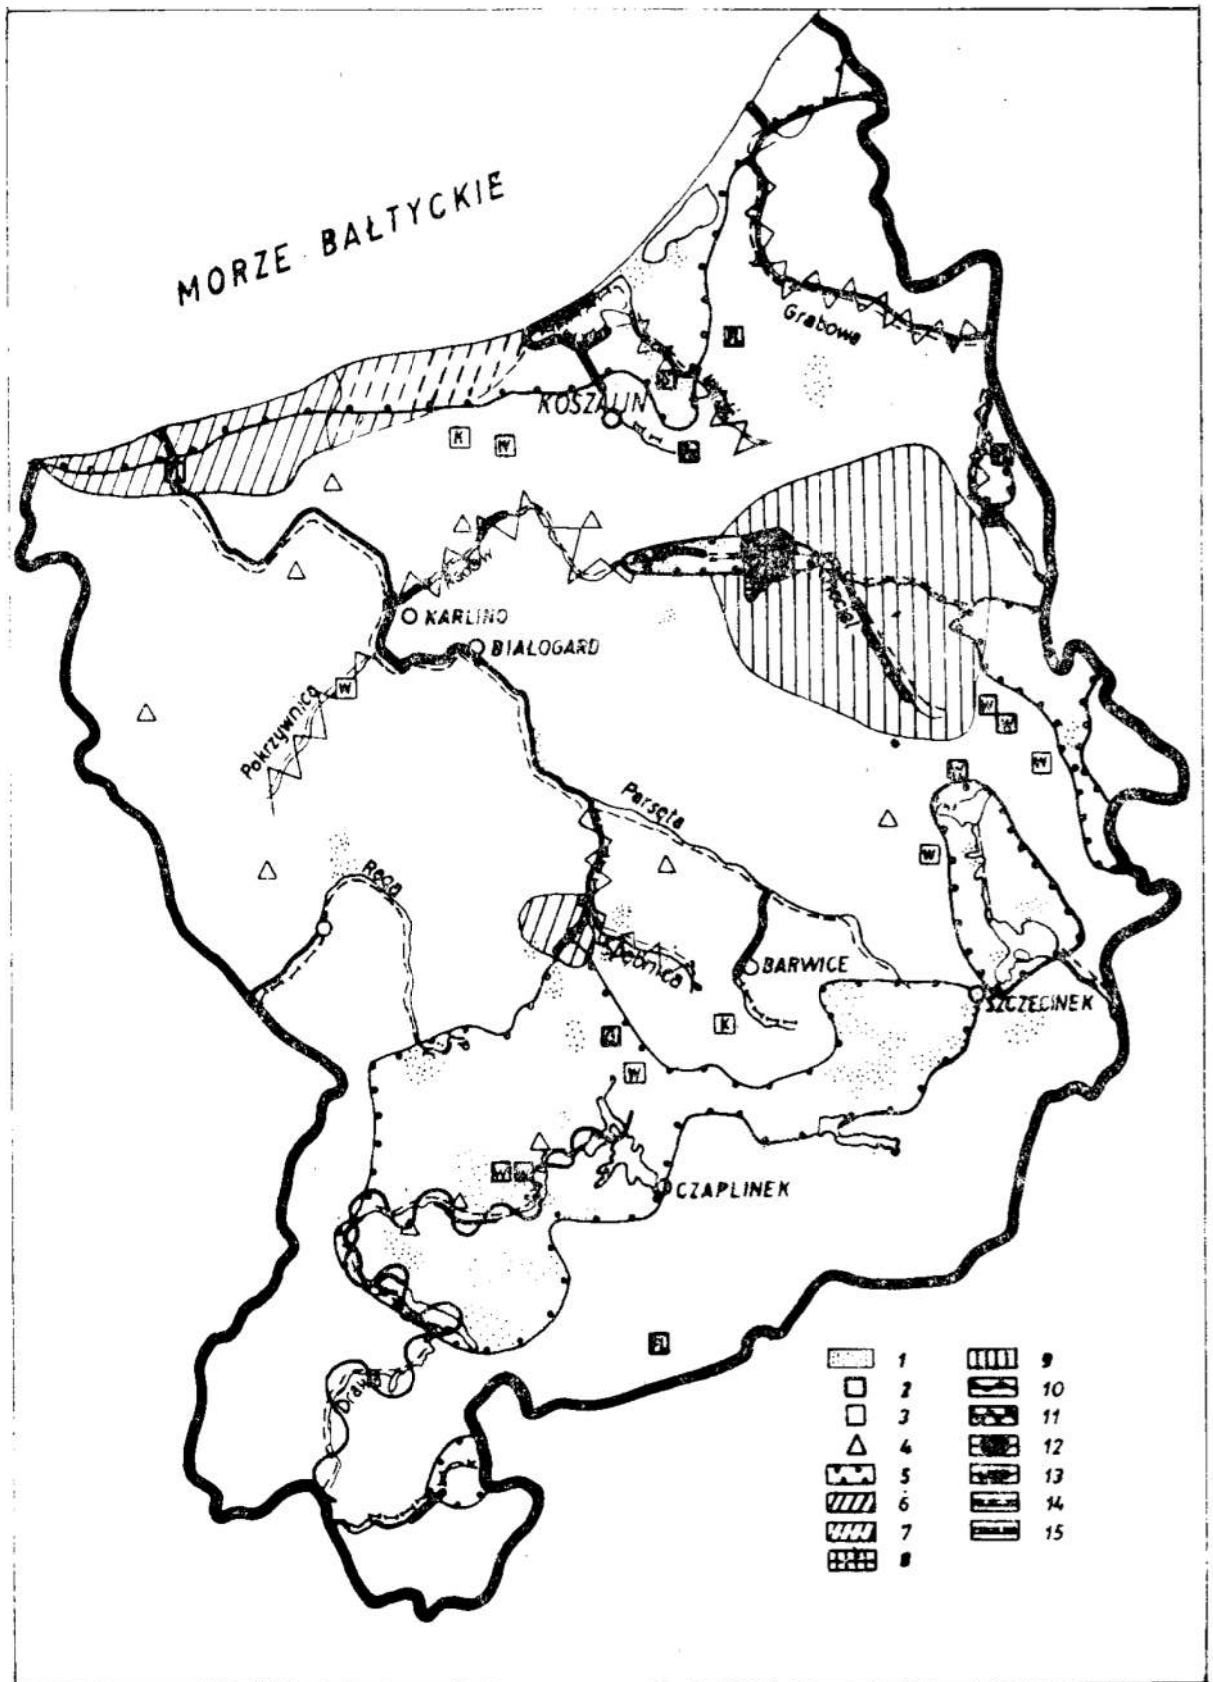 MORZE BAŁTYCKIE
Grabowa
KOSZALIN
K
W
KARLINO
BIAŁOGARD
W
Pokrzywnica
W
W
W
Parsęta
W
Rega
Dębnica
BARWICE
SZCZECINEK
K
W
W W
CZAPLINEK
Drawa
1
2
3
4
5
6
7
8
9
10
11
12
13
14
15